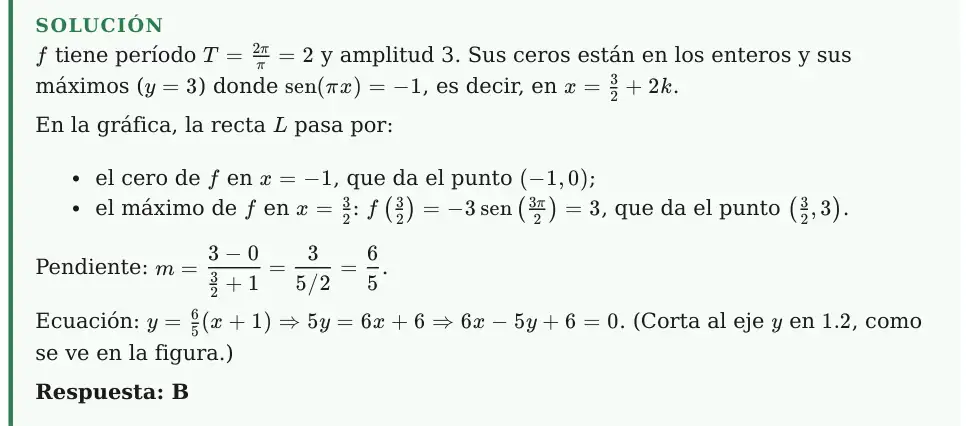 SOLUCIÓN
f tiene período T = 2π/π = 2 y amplitud 3. Sus ceros están en los enteros y sus
máximos (y = 3) donde sen(πx) = −1, es decir, en x = 3/2 + 2k.
En la gráfica, la recta L pasa por:
• el cero de f en x = −1, que da el punto (−1, 0);
• el máximo de f en x = 3/2: f(3/2) = −3 sen(3π/2) = 3, que da el punto (3/2, 3).
Pendiente: m = (3 − 0)/(3/2 + 1) = 3/(5/2) = 6/5.
Ecuación: y = 6/5(x + 1) ⇒ 5y = 6x + 6 ⇒ 6x − 5y + 6 = 0. (Corta al eje y en 1.2, como
se ve en la figura.)
Respuesta: B